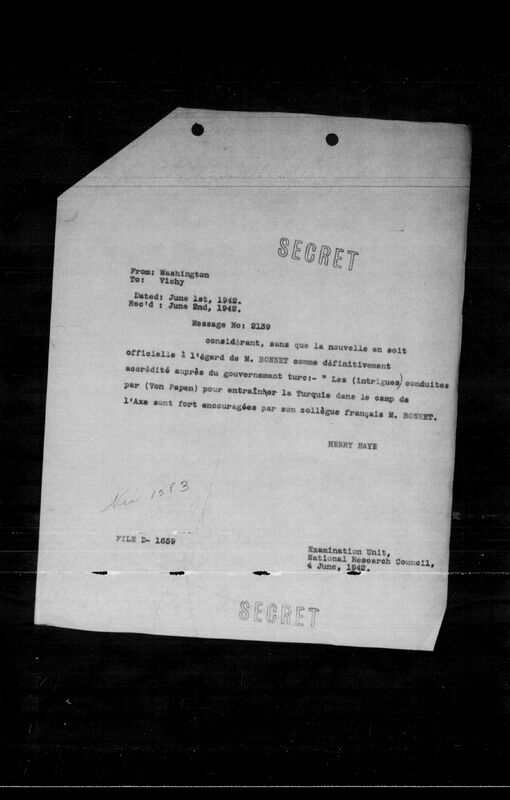 SECRET
From: Washington
To: Vichy
Dated: June 1st, 1942.
Rec'd : June 2nd, 1942.
Message No: 2139
considérant, sans que la nouvelle en soit
officielle à l'égard de M. BONNET comme définitivement
accrédité auprès du gouvernement turc:- " Les (intrigues) conduites
par (Von Papen) pour entraîner la Turquie dans le camp de
l'Axe sont fort encouragées par son collègue français M. BONNET.
HENRY HAYE
1583
FILE D- 1659
Examination Unit,
National Research Council,
4 June, 1942.
SECRET